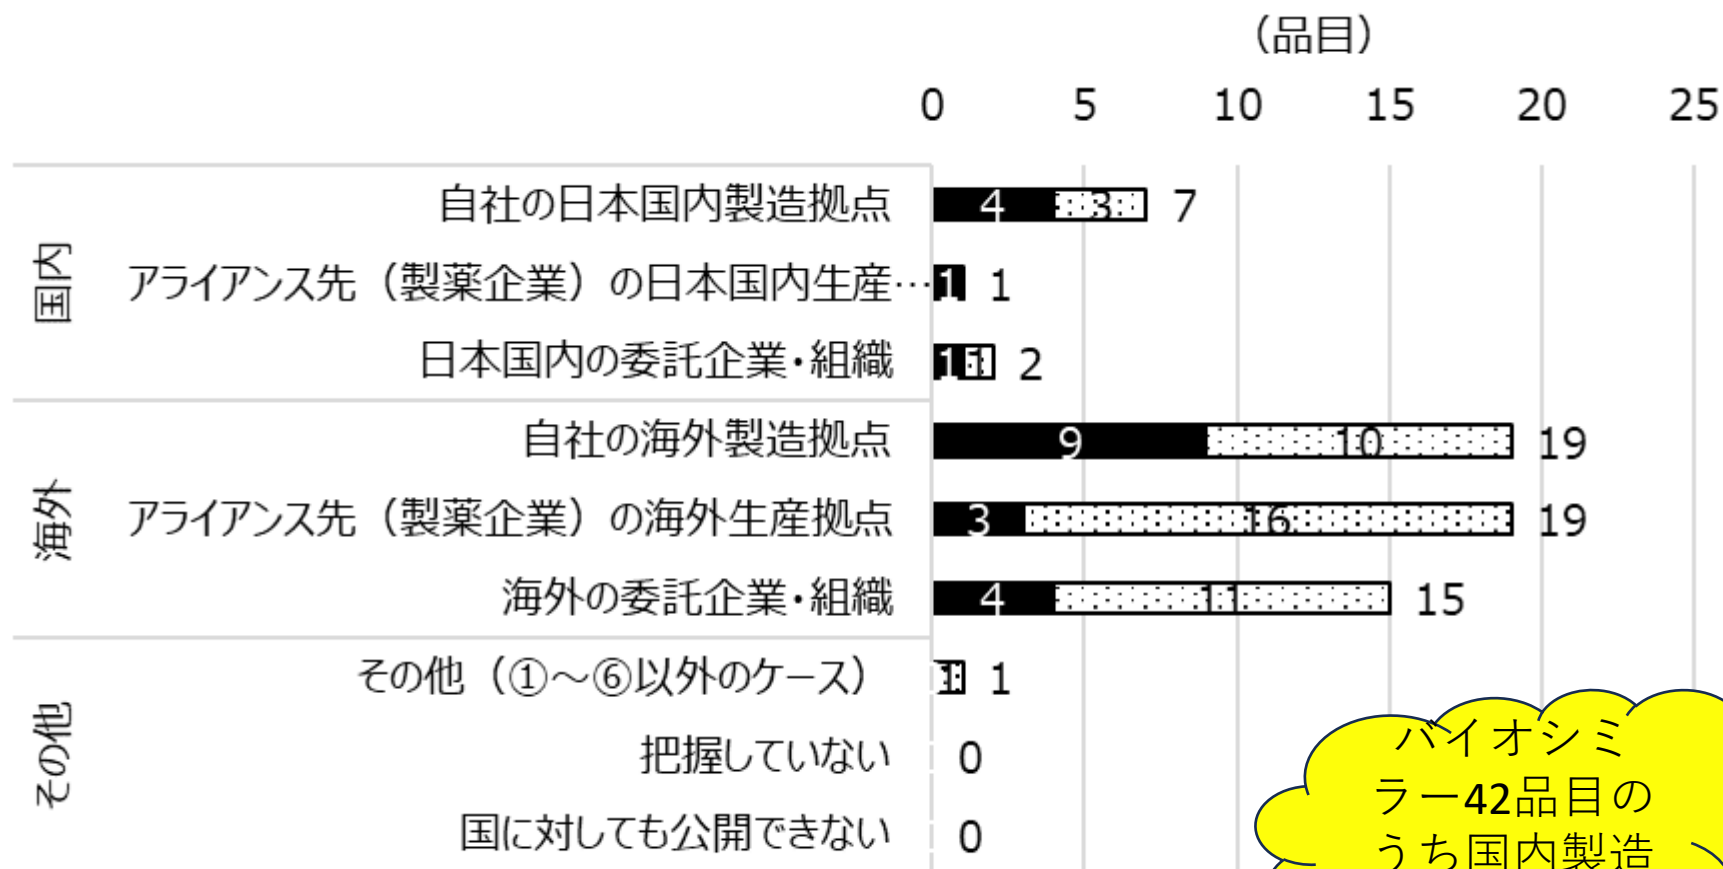 （品目）
0 5 10 15 20 25
国内
自社の日本国内製造拠点 4 3 7
アライアンス先（製薬企業）の日本国内生産… 1 1
日本国内の委託企業・組織 1 1 2
海外
自社の海外製造拠点 9 10 19
アライアンス先（製薬企業）の海外生産拠点 3 16 19
海外の委託企業・組織 4 11 15
その他
その他（①～⑥以外のケース） 1 1
把握していない 0
国に対しても公開できない 0
バイオシミ
ラー42品目の
うち国内製造